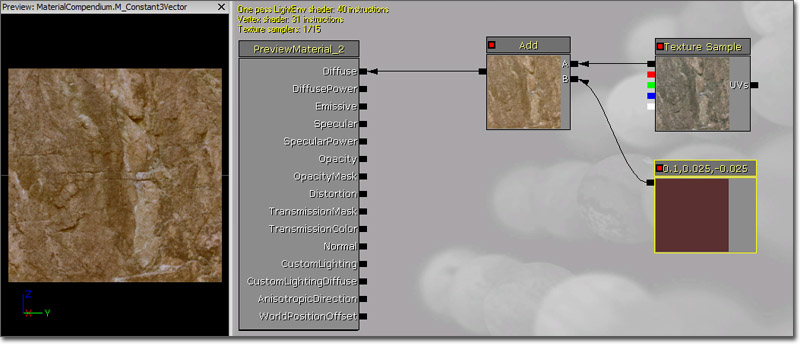 Preview: MaterialCompendium.M_Constant3Vector X
Z
Y
One pass LightEnv shader: 40 instructions
Vertex shader: 31 instructions
Texture samplers: 1/15
PreviewMaterial_2
Diffuse
DiffusePower
Emissive
Specular
SpecularPower
Opacity
OpacityMask
Distortion
TransmissionMask
TransmissionColor
Normal
CustomLighting
CustomLightingDiffuse
AnisotropicDirection
WorldPositionOffset
Add
A
B
Texture Sample
UVs
0.1,0.025,-0.025